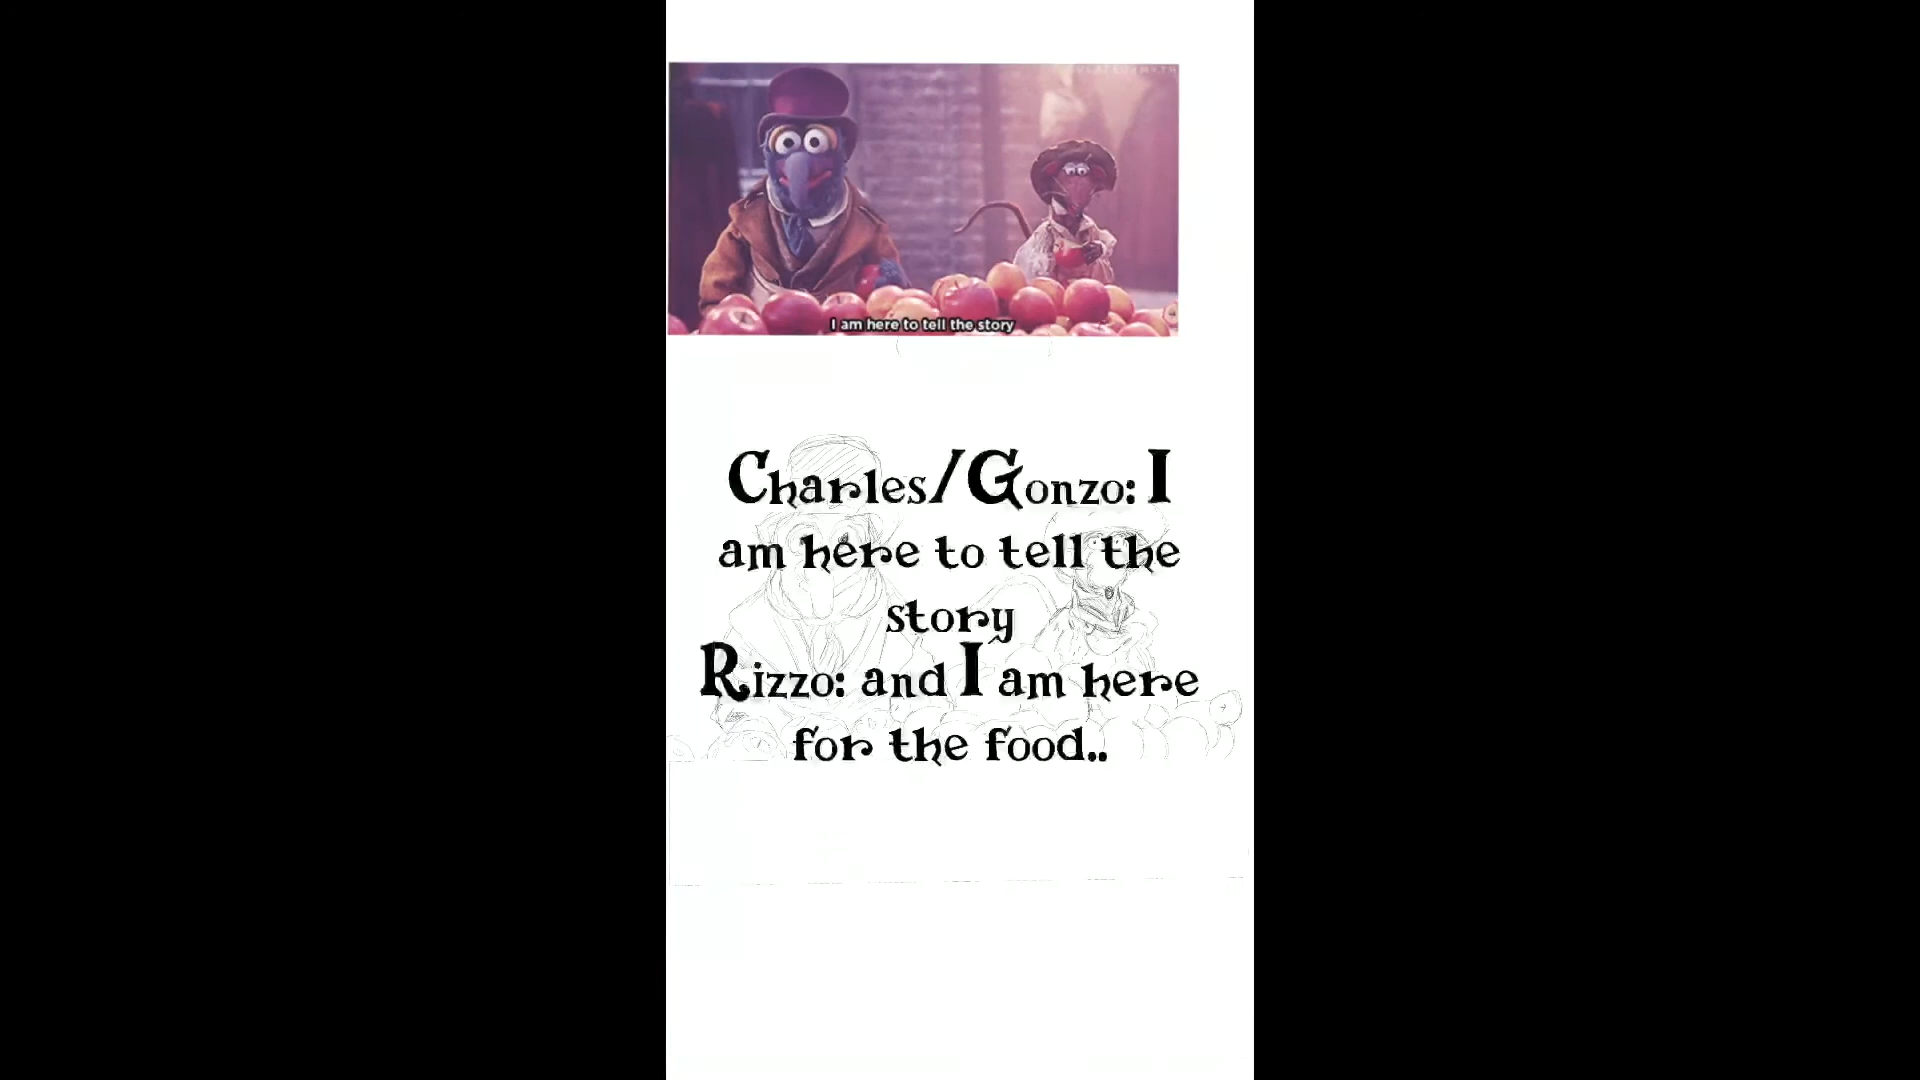 I am here to tell the story
Charles/Gonzo: I
am here to tell the
story
Rizzo: and I am here
for the food..